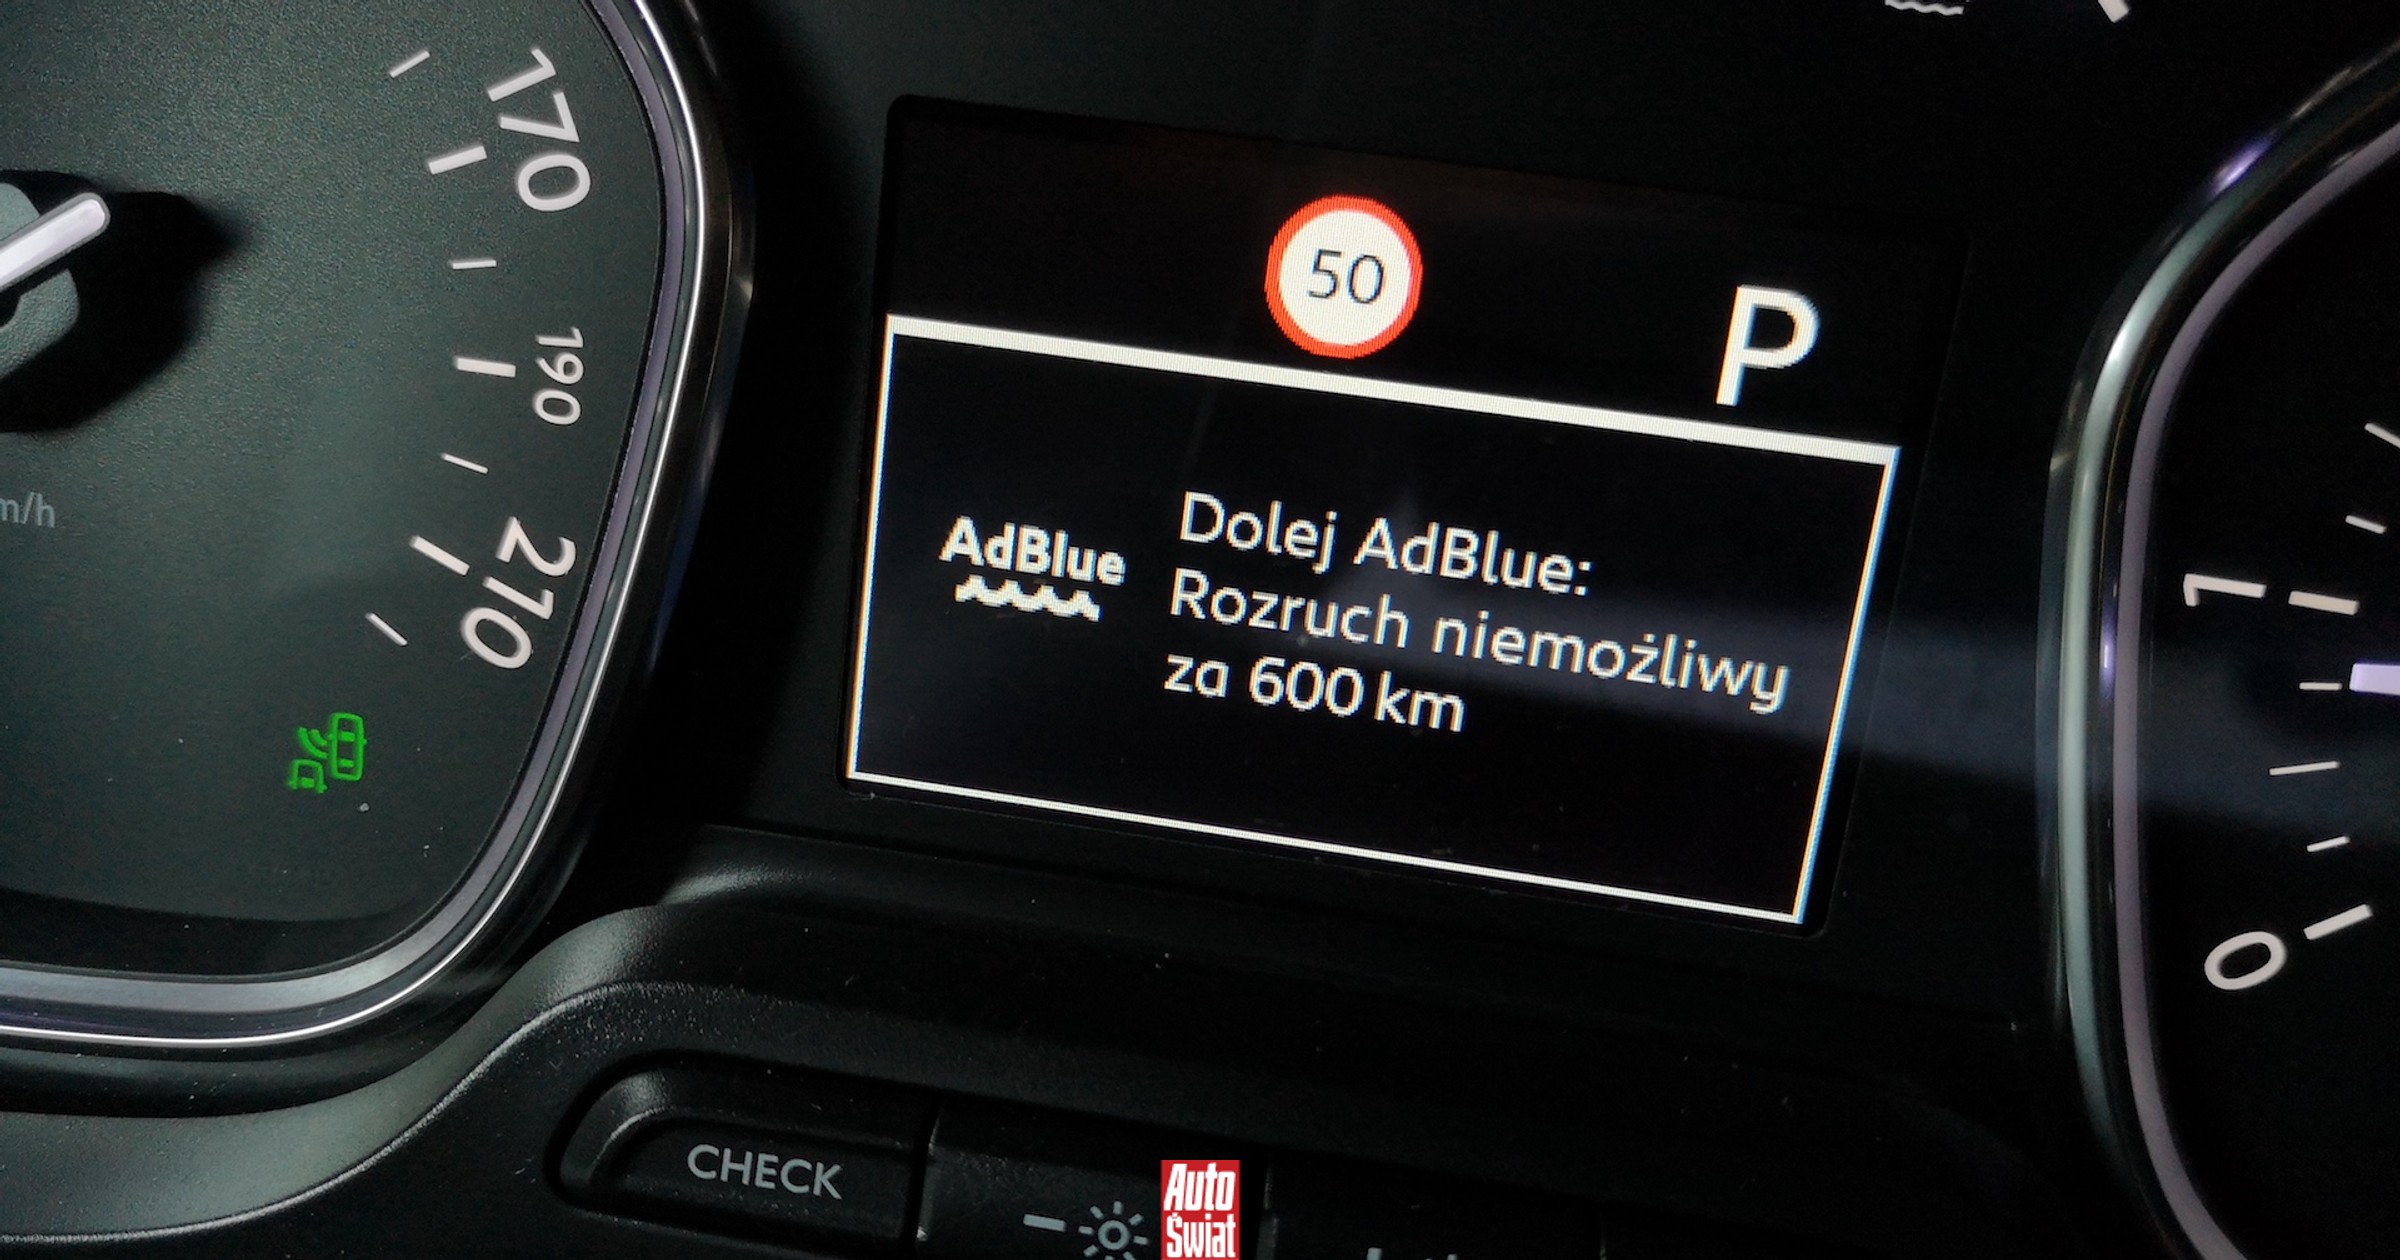 170
190
210
m/h
50
P
AdBlue
Dolej AdBlue:
Rozruch niemożliwy
za 600 km
1
0
CHECK
Auto
Świat